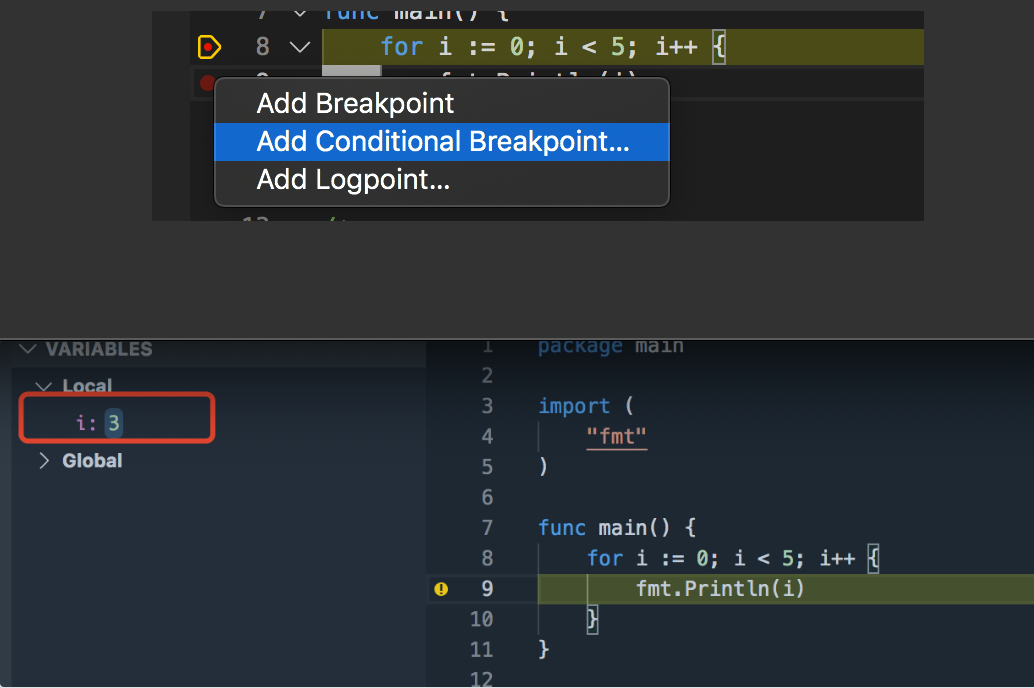 7 func main() {
8 for i := 0; i < 5; i++ {
9 fmt.Println(i)
Add Breakpoint
Add Conditional Breakpoint...
Add Logpoint...
VARIABLES
Local
i: 3
Global
1 package main
2
3 import (
4 "fmt"
5 )
6
7 func main() {
8 for i := 0; i < 5; i++ {
9 fmt.Println(i)
10 }
11 }
12